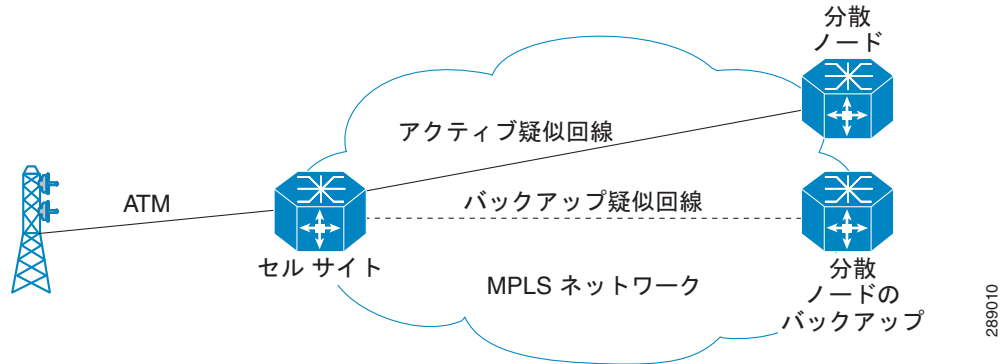 分散
ノード
アクティブ疑似回線
ATM
バックアップ疑似回線
セル サイト
MPLS ネットワーク
分散
ノードの
バックアップ
289010